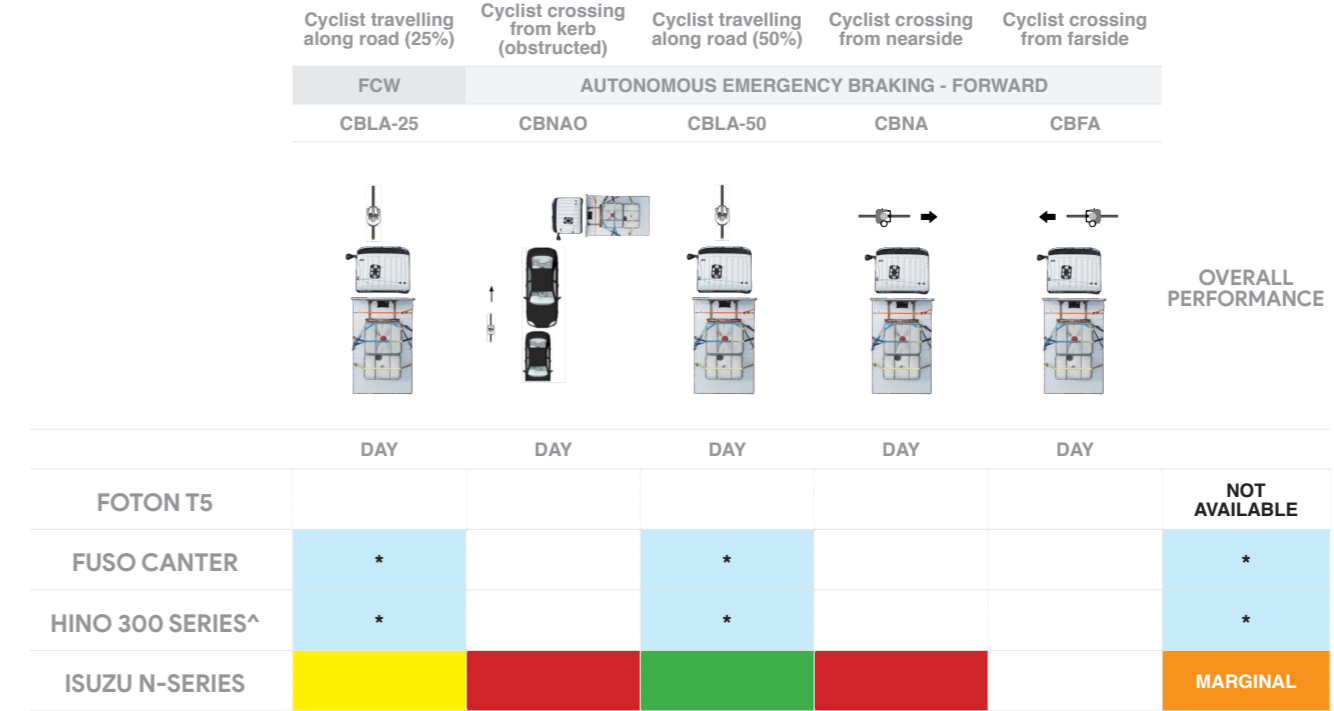 Cyclist travelling
along road (25%)
Cyclist crossing
from kerb
(obstructed)
Cyclist travelling
along road (50%)
Cyclist crossing
from nearside
Cyclist crossing
from farside
FCW
AUTONOMOUS EMERGENCY BRAKING - FORWARD
CBLA-25
CBNAO
CBLA-50
CBNA
CBFA
OVERALL
PERFORMANCE
DAY
DAY
DAY
DAY
DAY
FOTON T5
NOT
AVAILABLE
FUSO CANTER
*
*
*
HINO 300 SERIES^
*
*
*
ISUZU N-SERIES
MARGINAL